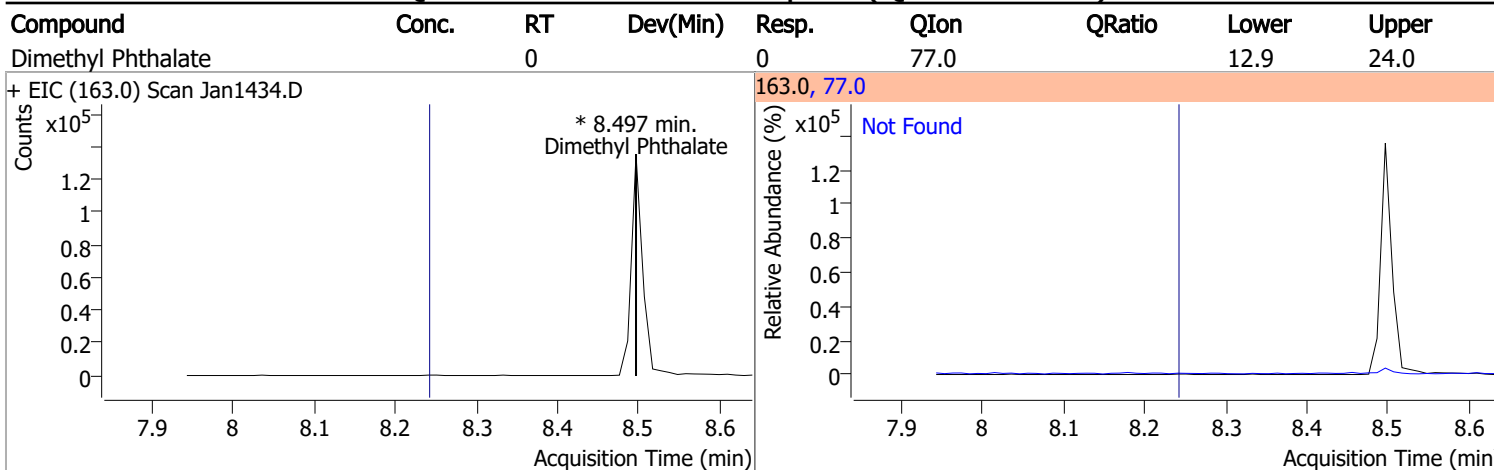 Compound Conc. RT Dev(Min) Resp. QIon QRatio Lower Upper
Dimethyl Phthalate 0 0 77.0 12.9 24.0
+ EIC (163.0) Scan Jan1434.D
Counts
x10⁵
* 8.497 min.
Dimethyl Phthalate
1.2
1
0.8
0.6
0.4
0.2
0
7.9 8 8.1 8.2 8.3 8.4 8.5 8.6
Acquisition Time (min)
163.0, 77.0
Relative Abundance (%)
x10⁵
Not Found
1.2
1
0.8
0.6
0.4
0.2
0
7.9 8 8.1 8.2 8.3 8.4 8.5 8.6
Acquisition Time (min